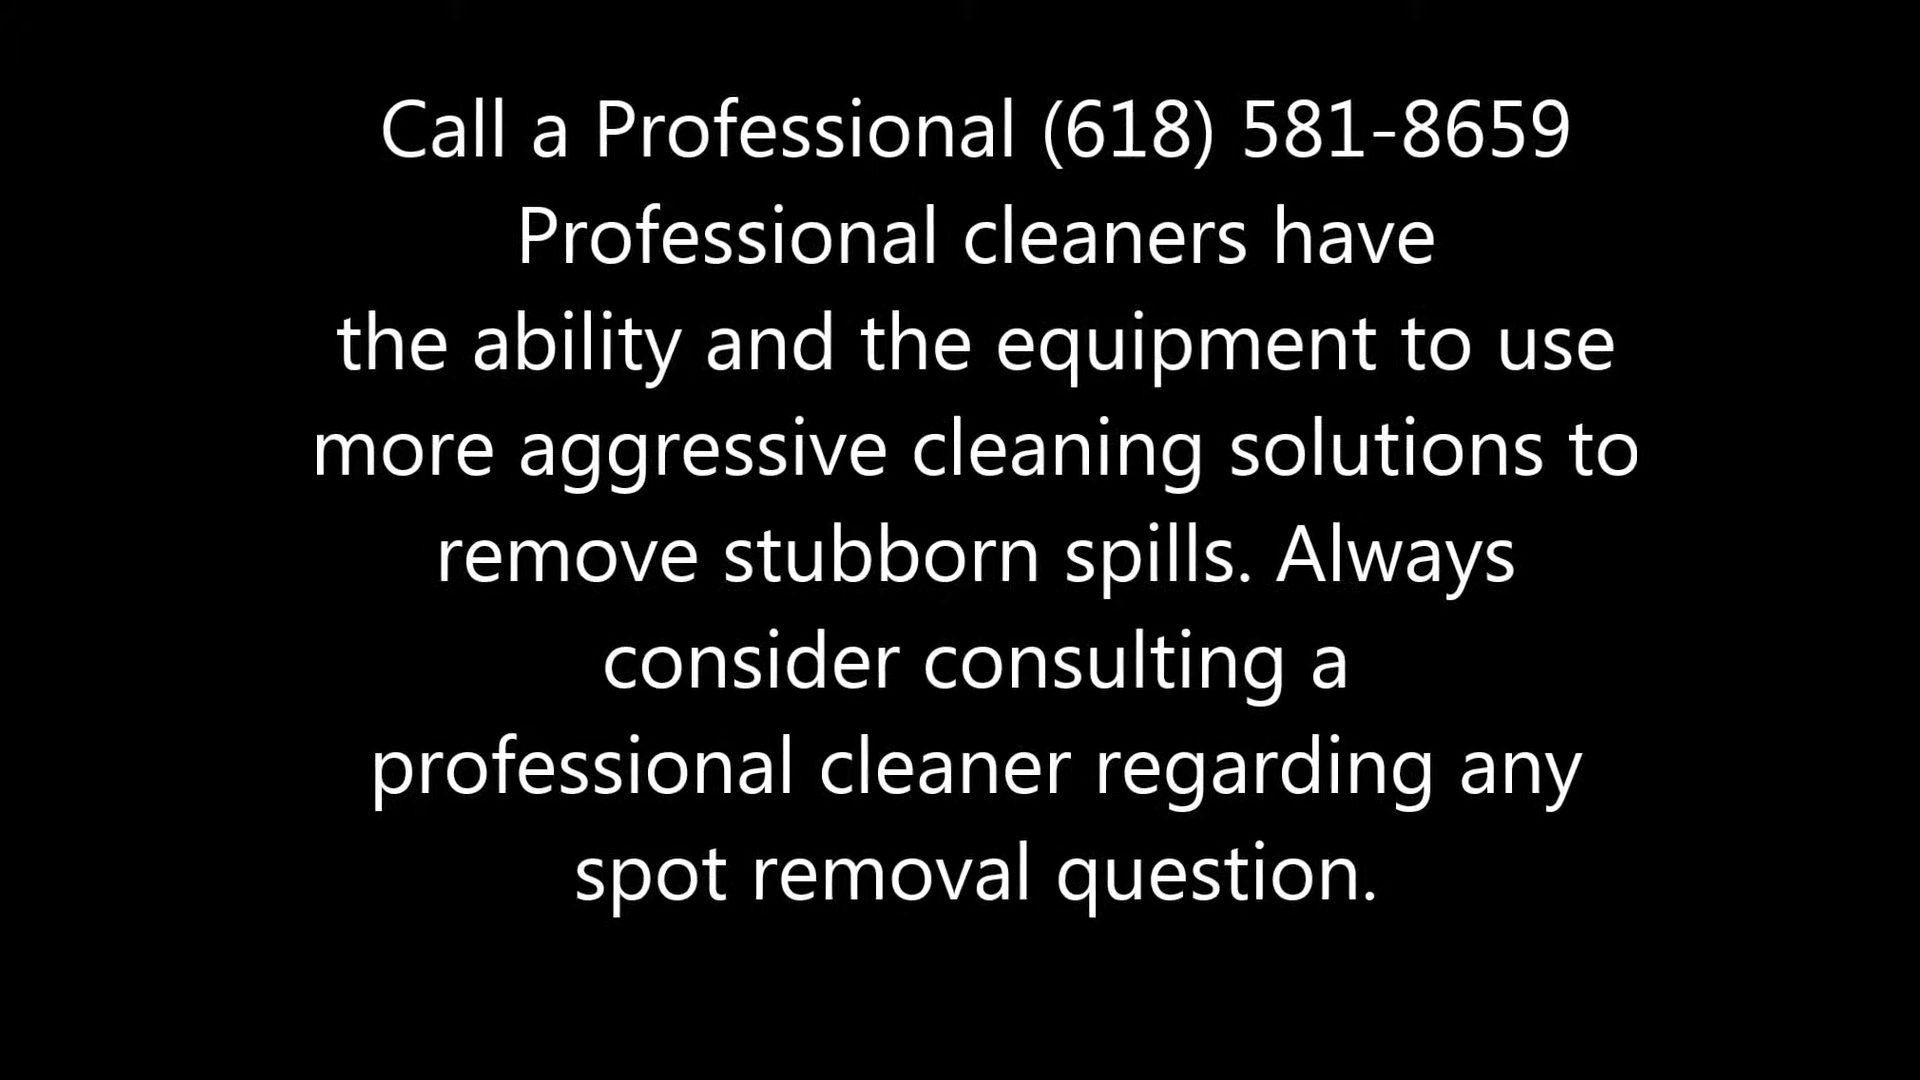 Call a Professional (618) 581-8659
Professional cleaners have
the ability and the equipment to use
more aggressive cleaning solutions to
remove stubborn spills. Always
consider consulting a
professional cleaner regarding any
spot removal question.